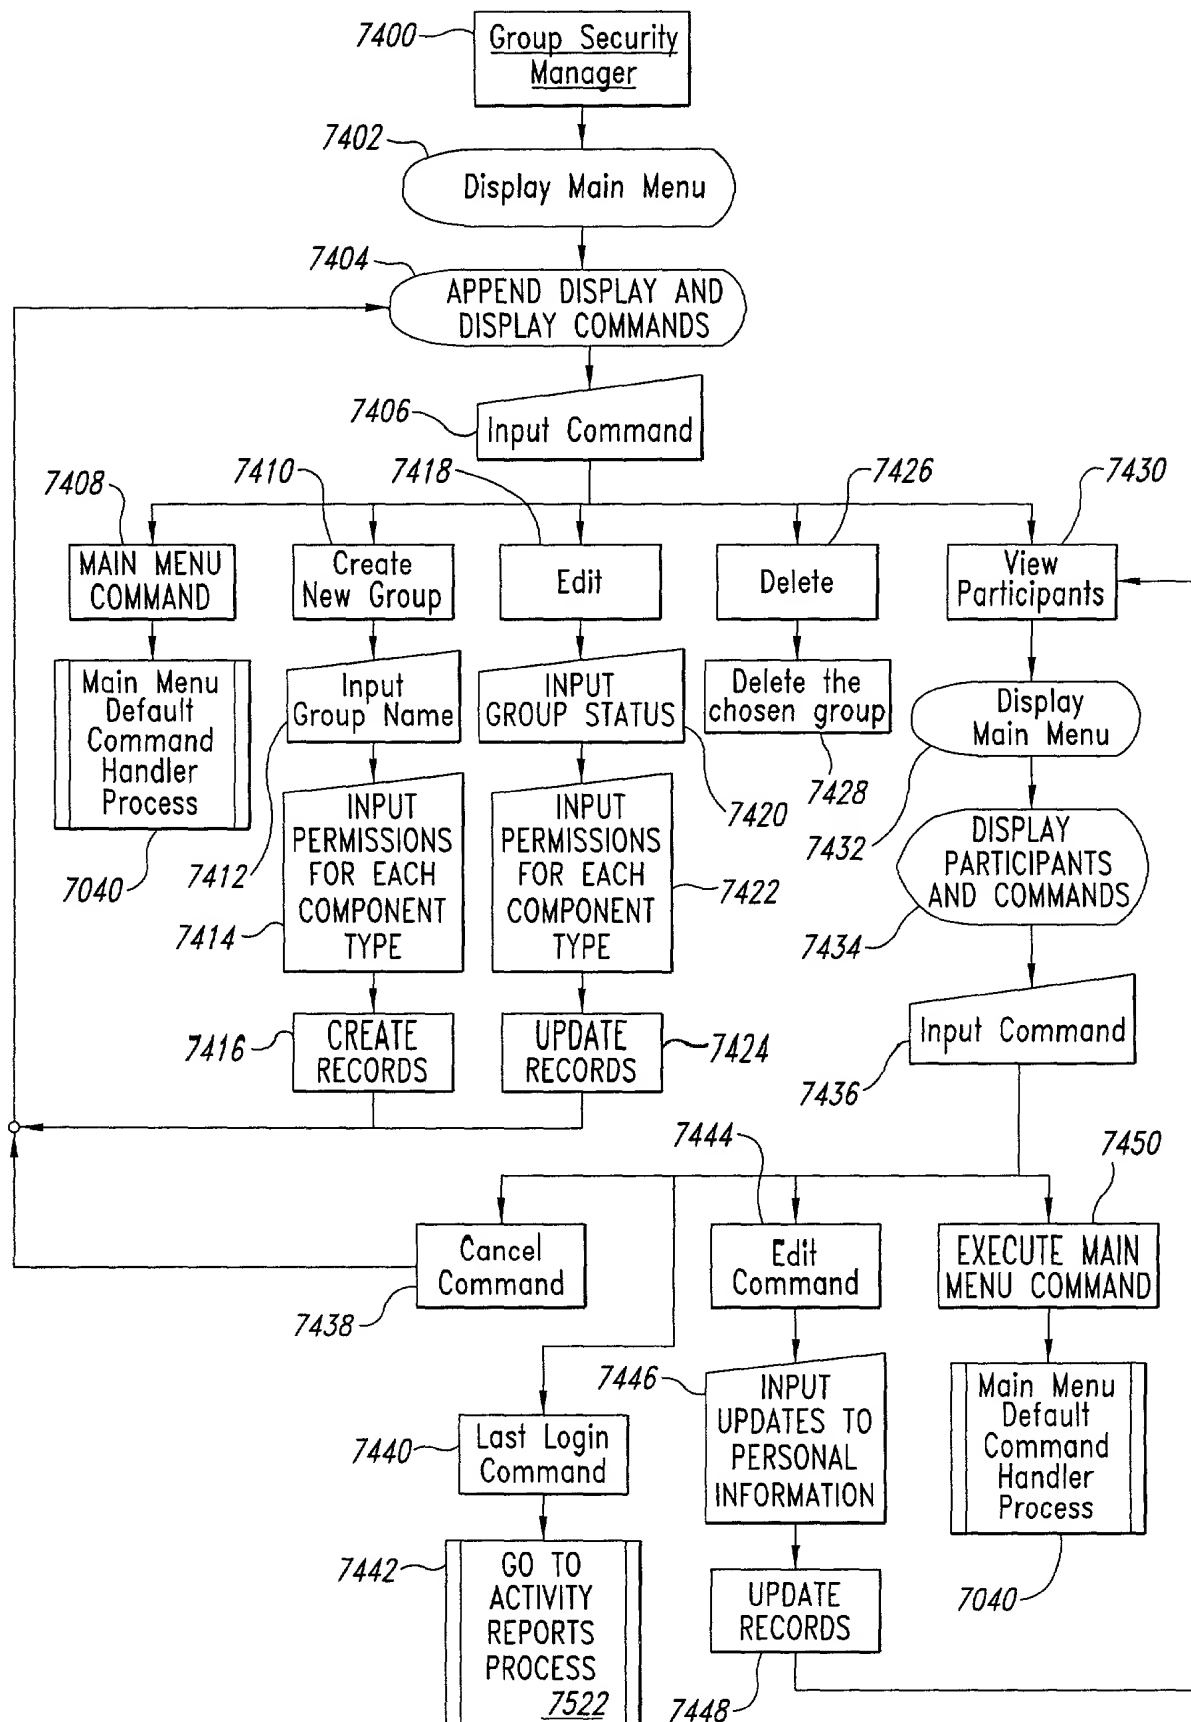 7400
Group Security
Manager
7402
Display Main Menu
7404
APPEND DISPLAY AND
DISPLAY COMMANDS
7406
Input Command
7408
MAIN MENU
COMMAND
Main Menu
Default
Command
Handler
Process
7040
7410
Create
New Group
Input
Group Name
7412
INPUT
PERMISSIONS
FOR EACH
COMPONENT
TYPE
7414
CREATE
RECORDS
7416
7418
Edit
INPUT
GROUP STATUS
7420
INPUT
PERMISSIONS
FOR EACH
COMPONENT
TYPE
7422
UPDATE
RECORDS
7424
7426
Delete
Delete the
chosen group
7428
7430
View
Participants
Display
Main Menu
7432
DISPLAY
PARTICIPANTS
AND COMMANDS
7434
Input Command
7436
Cancel
Command
7438
Last Login
Command
7440
GO TO
ACTIVITY
REPORTS
PROCESS
7522
7442
7444
Edit
Command
7446
INPUT
UPDATES TO
PERSONAL
INFORMATION
UPDATE
RECORDS
7448
7450
EXECUTE MAIN
MENU COMMAND
Main Menu
Default
Command
Handler
Process
7040